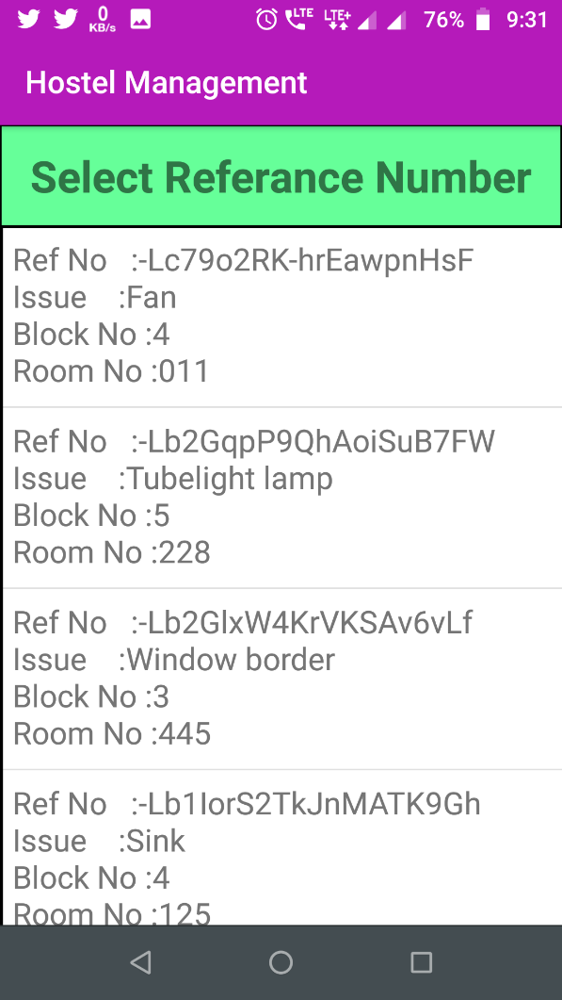 0 KB/s LTE LTE+ 76% 9:31
Hostel Management
Select Referance Number
Ref No :-Lc79o2RK-hrEawpnHsF
Issue :Fan
Block No :4
Room No :011
Ref No :-Lb2GqpP9QhAoiSuB7FW
Issue :Tubelight lamp
Block No :5
Room No :228
Ref No :-Lb2GlxW4KrVKSAv6vLf
Issue :Window border
Block No :3
Room No :445
Ref No :-Lb1IorS2TkJnMATK9Gh
Issue :Sink
Block No :4
Room No :125